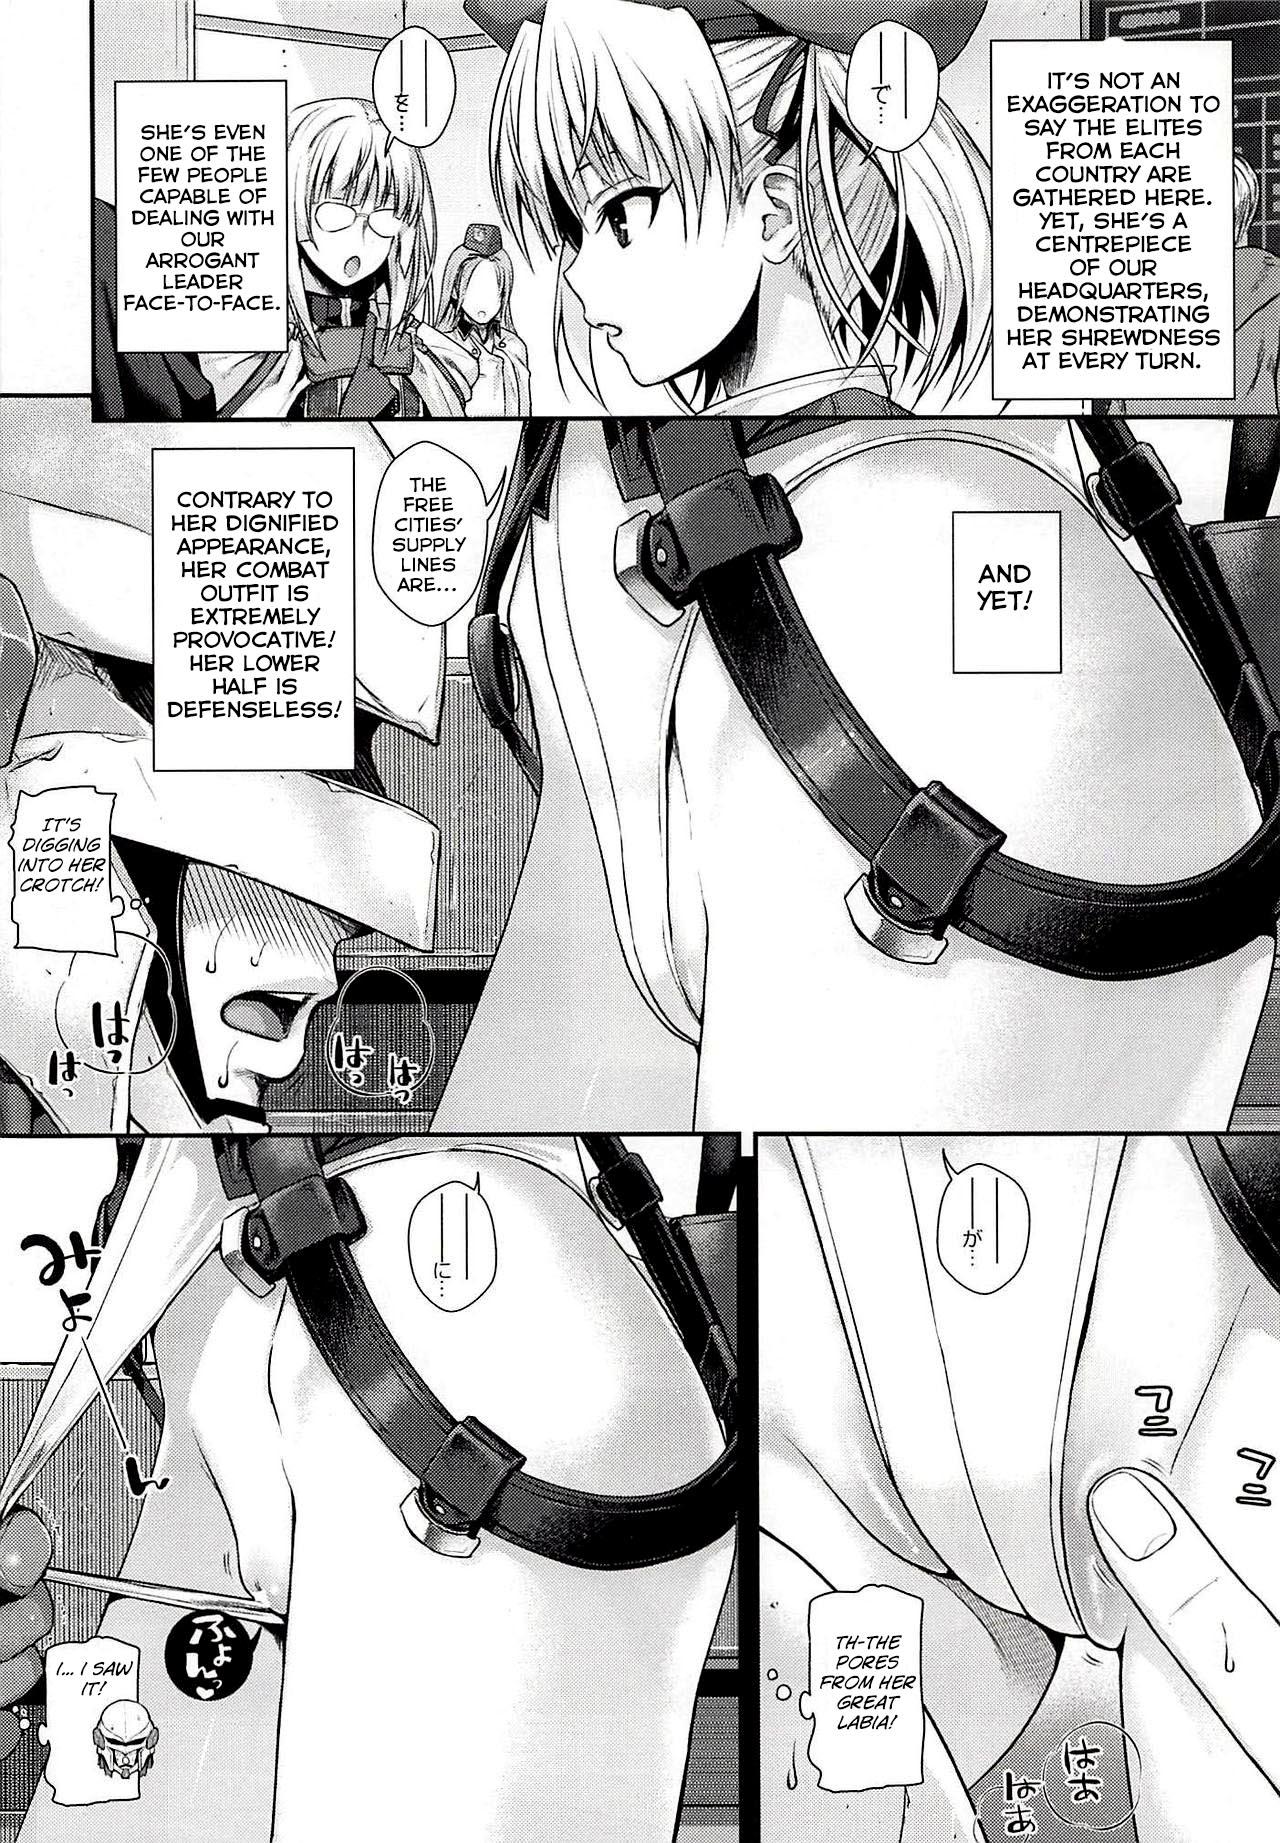 IT'S NOT AN
EXAGGERATION TO
SAY THE ELITES
FROM EACH
COUNTRY ARE
GATHERED HERE.
YET, SHE'S A
CENTREPIECE
OF OUR
HEADQUARTERS,
DEMONSTRATING
HER SHREWDNESS
AT EVERY TURN.
で…
を…
SHE'S EVEN
ONE OF THE
FEW PEOPLE
CAPABLE OF
DEALING WITH
OUR
ARROGANT
LEADER
FACE-TO-FACE.
AND
YET!
THE
FREE
CITIES'
SUPPLY
LINES
ARE...
CONTRARY TO
HER DIGNIFIED
APPEARANCE,
HER COMBAT
OUTFIT IS
EXTREMELY
PROVOCATIVE!
HER LOWER
HALF IS
DEFENSELESS!
IT'S
DIGGING
INTO HER
CROTCH!
はっ
はっ
はっ
はっ
が…
TH-THE
PORES
FROM HER
GREAT
LABIA!
はぁ
はぁ
に…
みょーん
ふよんっ♥
I... I SAW
IT!